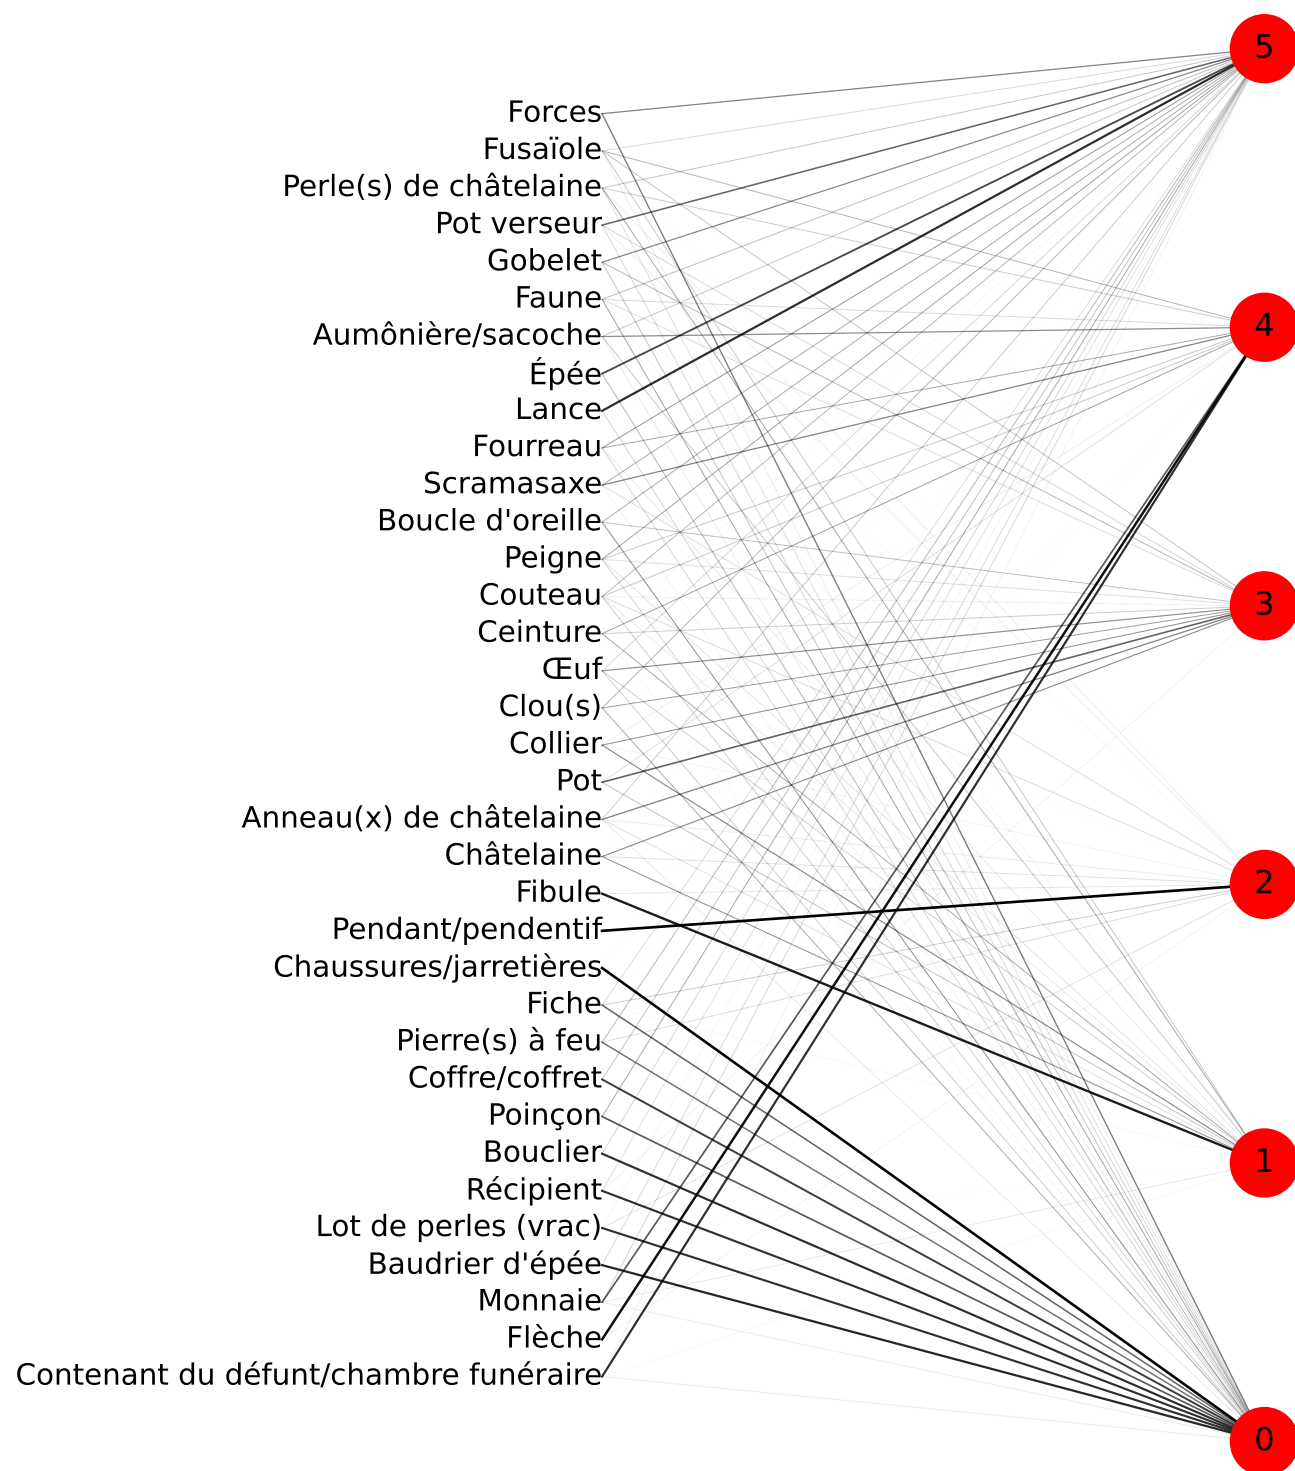 5
Forces
Fusaïole
Perle(s) de châtelaine
Pot verseur
Gobelet
Faune
4
Aumônière/sacoche
Épée
Lance
Fourreau
Scramasaxe
Boucle d'oreille
Peigne
Couteau
3
Ceinture
Œuf
Clou(s)
Collier
Pot
Anneau(x) de châtelaine
Châtelaine
2
Fibule
Pendant/pendentif
Chaussures/jarretières
Fiche
Pierre(s) à feu
Coffre/coffret
Poinçon
Bouclier
1
Récipient
Lot de perles (vrac)
Baudrier d'épée
Monnaie
Flèche
Contenant du défunt/chambre funéraire
0